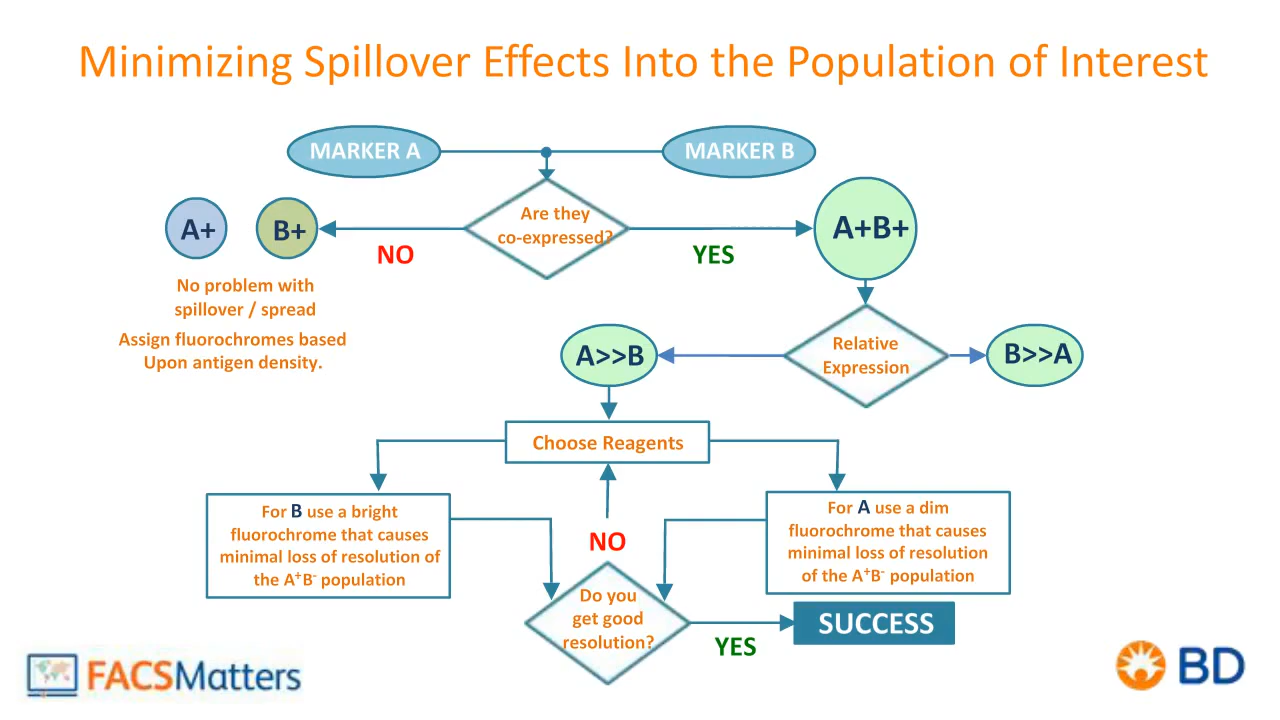 Minimizing Spillover Effects Into the Population of Interest
MARKER A
MARKER B
Are they
co-expressed?
A+
B+
NO
YES
A+B+
No problem with
spillover / spread
Assign fluorochromes based
Upon antigen density.
A>>B
Relative
Expression
B>>A
Choose Reagents
For B use a bright
fluorochrome that causes
minimal loss of resolution of
the A⁺B⁻ population
For A use a dim
fluorochrome that causes
minimal loss of resolution
of the A⁺B⁻ population
NO
Do you
get good
resolution?
YES
SUCCESS
FACSMatters
BD